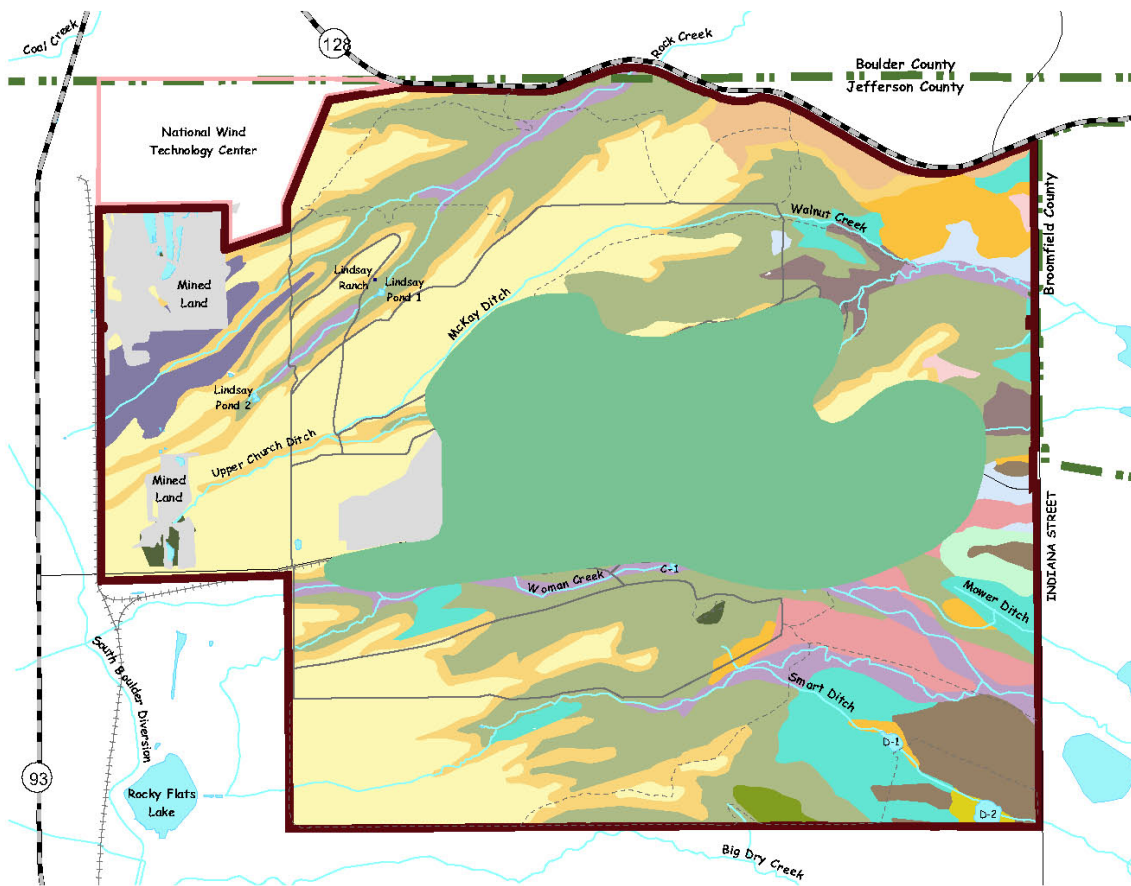 Coal Creek
128
Rock Creek
Boulder County
Jefferson County
National Wind
Technology Center
Broomfield County
Walnut Creek
Mined
Land
Lindsay
Ranch
Lindsay
Pond 1
McKay Ditch
Lindsay
Pond 2
Upper Church Ditch
Mined
Land
INDIANA STREET
Woman Creek
C-1
Mower Ditch
South Boulder
Diversion
Smart Ditch
D-1
93
Rocky Flats
Lake
D-2
Big Dry Creek